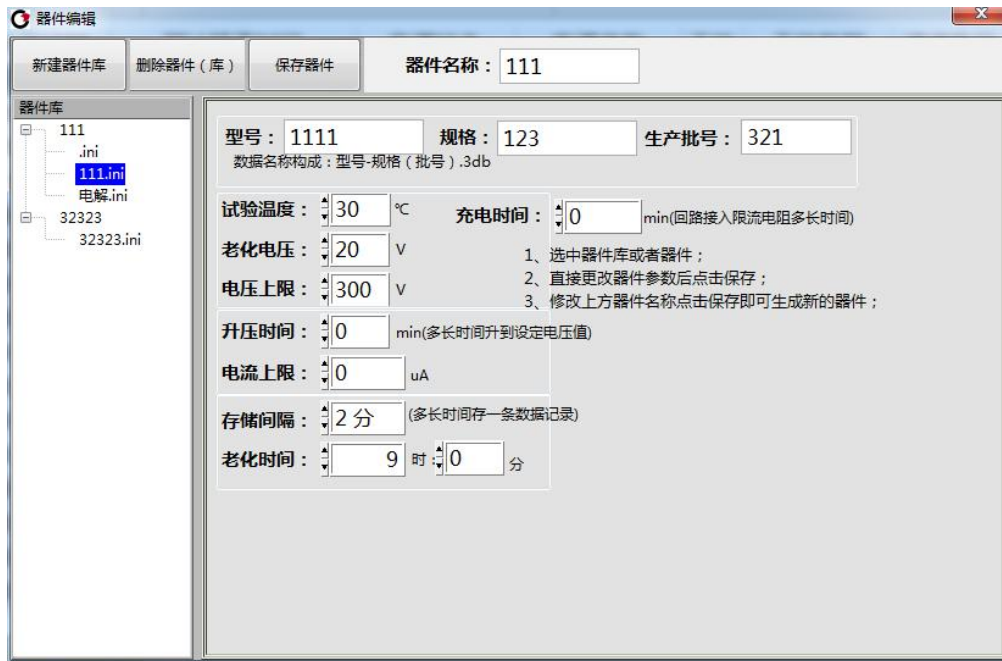 器件编辑
新建器件库 删除器件（库） 保存器件 器件名称： 111
器件库
111
.ini
111.ini
电解.ini
32323
32323.ini
型号： 1111 规格： 123 生产批号： 321
数据名称构成：型号-规格（批号）.3db
试验温度： 30 ℃ 充电时间： 0 min(回路接入限流电阻多长时间)
老化电压： 20 V
电压上限： 300 V
1、选中器件库或者器件；
2、直接更改器件参数后点击保存；
3、修改上方器件名称点击保存即可生成新的器件；
升压时间： 0 min(多长时间升到设定电压值)
电流上限： 0 uA
存储间隔： 2 分 (多长时间存一条数据记录)
老化时间： 9 时： 0 分